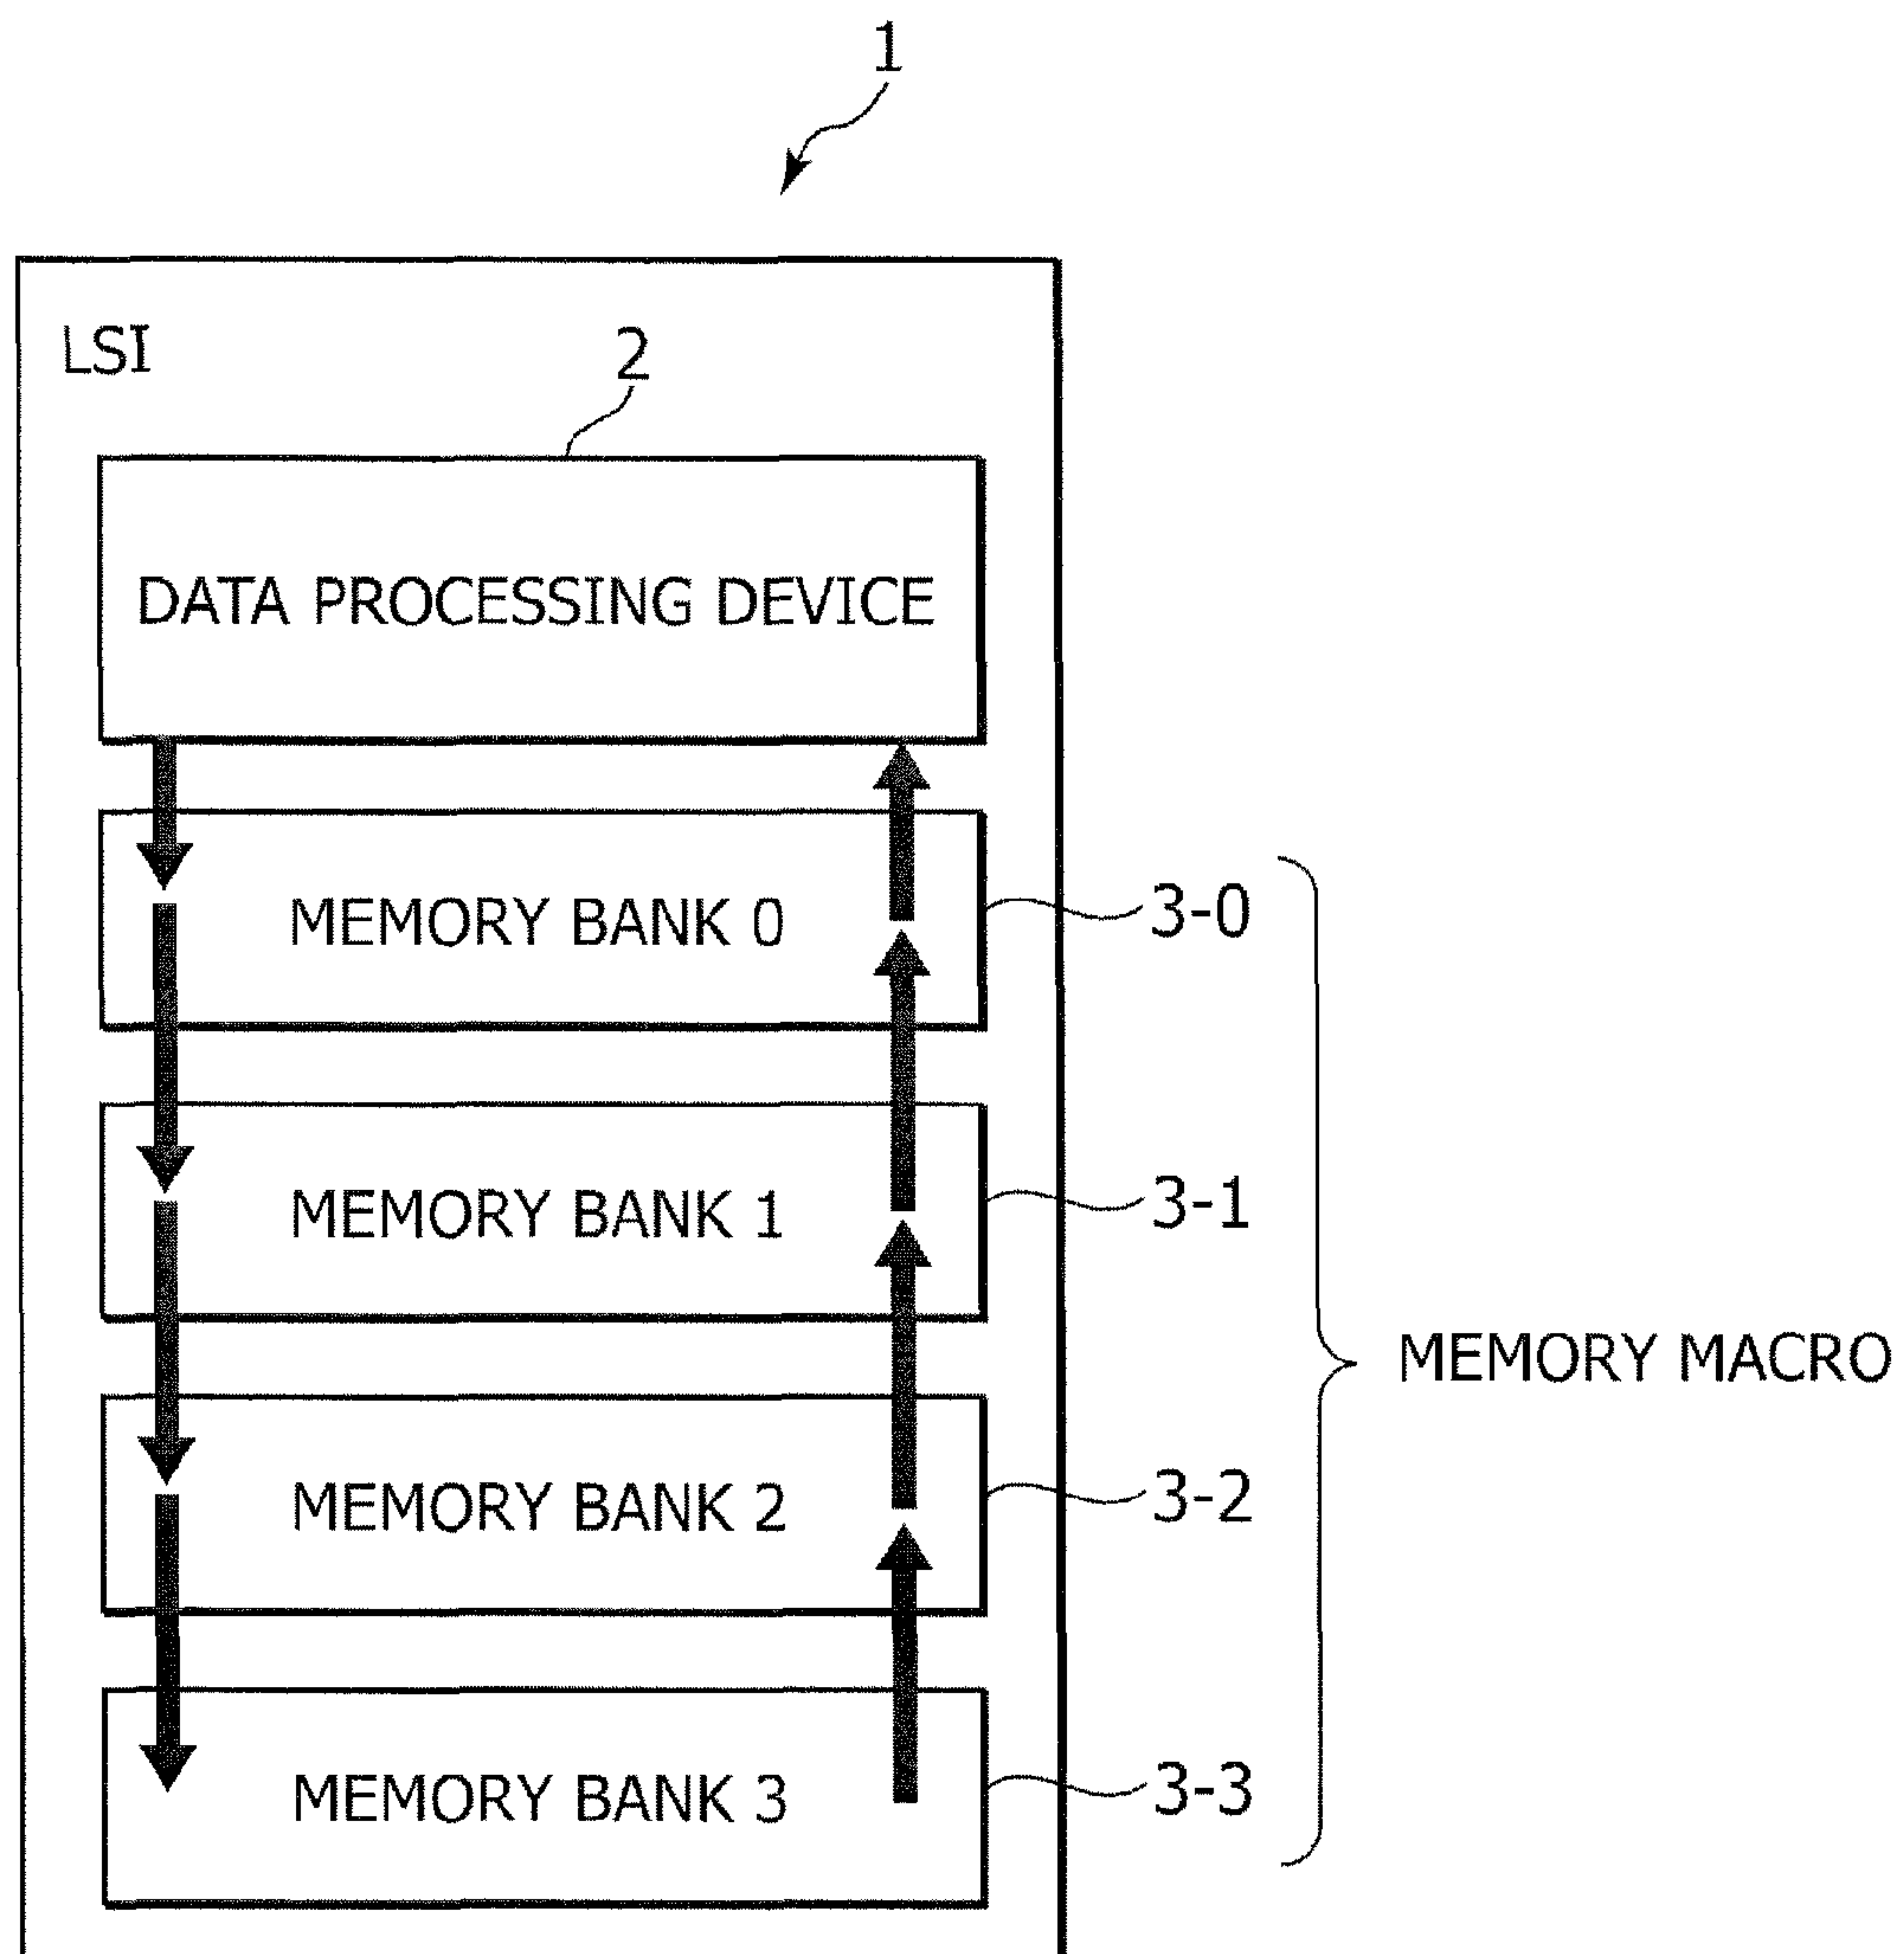 1
LSI
2
DATA PROCESSING DEVICE
MEMORY BANK 0
3-0
MEMORY BANK 1
3-1
MEMORY MACRO
MEMORY BANK 2
3-2
MEMORY BANK 3
3-3